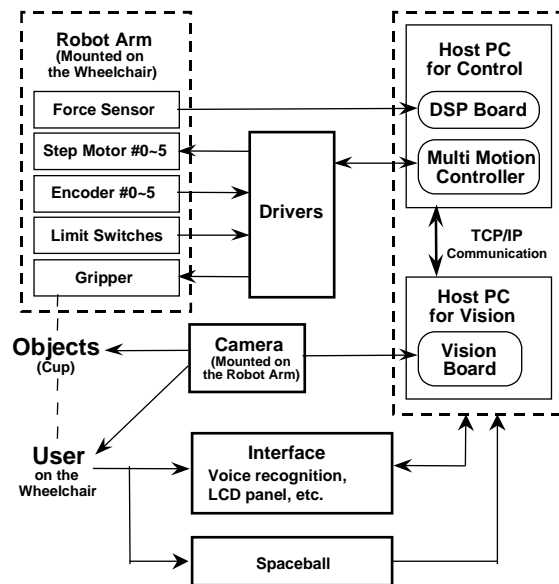 Robot Arm
(Mounted on
the Wheelchair)
Force Sensor
Step Motor #0~5
Encoder #0~5
Limit Switches
Gripper
Drivers
Host PC
for Control
DSP Board
Multi Motion
Controller
TCP/IP
Communication
Host PC
for Vision
Vision
Board
Objects
(Cup)
Camera
(Mounted on
the Robot Arm)
User
on the
Wheelchair
Interface
Voice recognition,
LCD panel, etc.
Spaceball